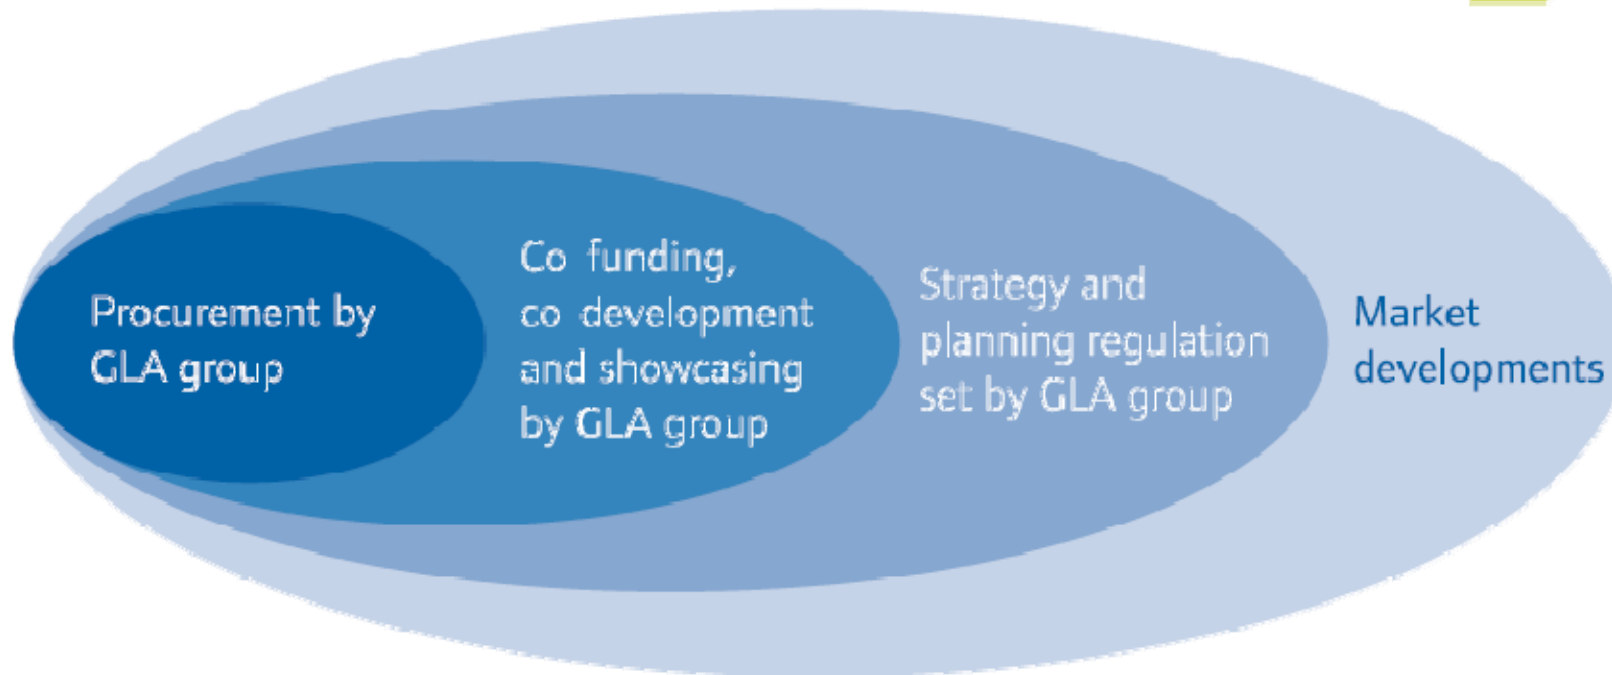 Procurement by
GLA group
Co funding,
co development
and showcasing
by GLA group
Strategy and
planning regulation
set by GLA group
Market
developments